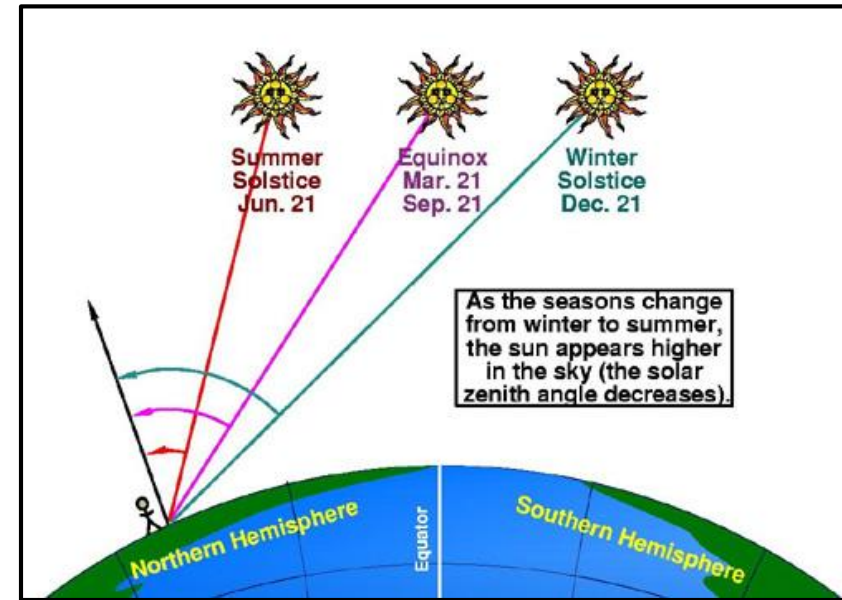 Summer
Solstice
Jun. 21
Equinox
Mar. 21
Sep. 21
Winter
Solstice
Dec. 21
As the seasons change
from winter to summer,
the sun appears higher
in the sky (the solar
zenith angle decreases).
Northern Hemisphere
Equator
Southern Hemisphere